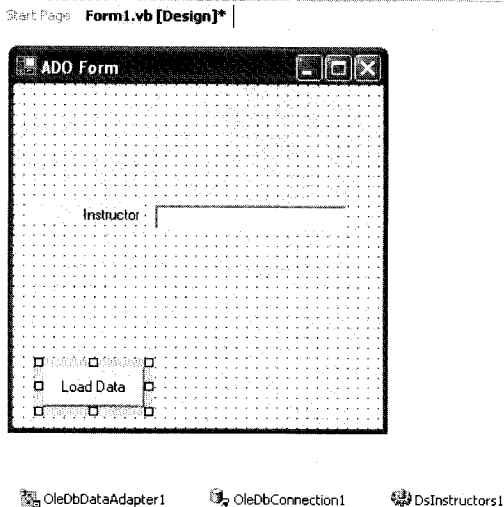 Start Page Form1.vb [Design]*
ADO Form
Instructor
Load Data
OleDbDataAdapter1 OleDbConnection1 DsInstructors1